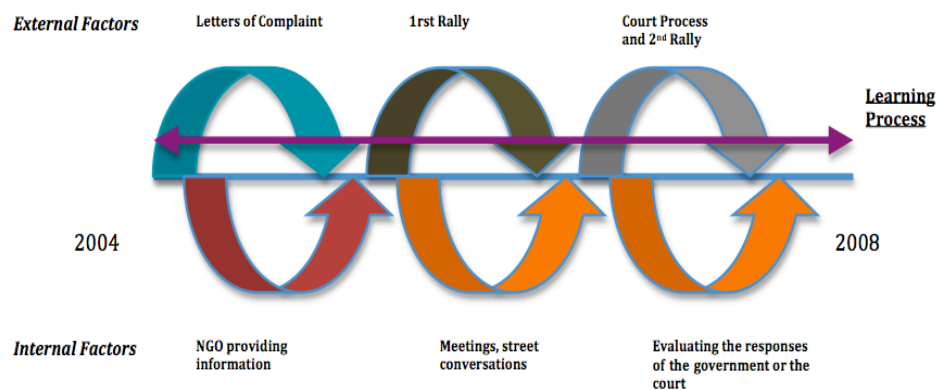 External Factors
Letters of Complaint
1rst Rally
Court Process
and 2nd Rally
Learning
Process
2004
2008
Internal Factors
NGO providing
information
Meetings, street
conversations
Evaluating the responses
of the government or the
court